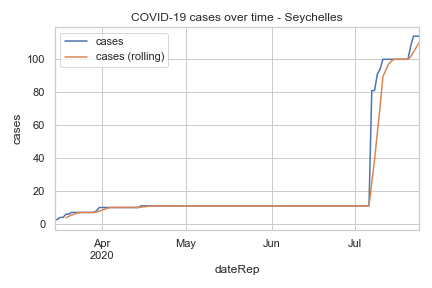 COVID-19 cases over time - Seychelles
cases
cases (rolling)
100
80
60
40
20
0
cases
Apr
2020
May
Jun
Jul
dateRep